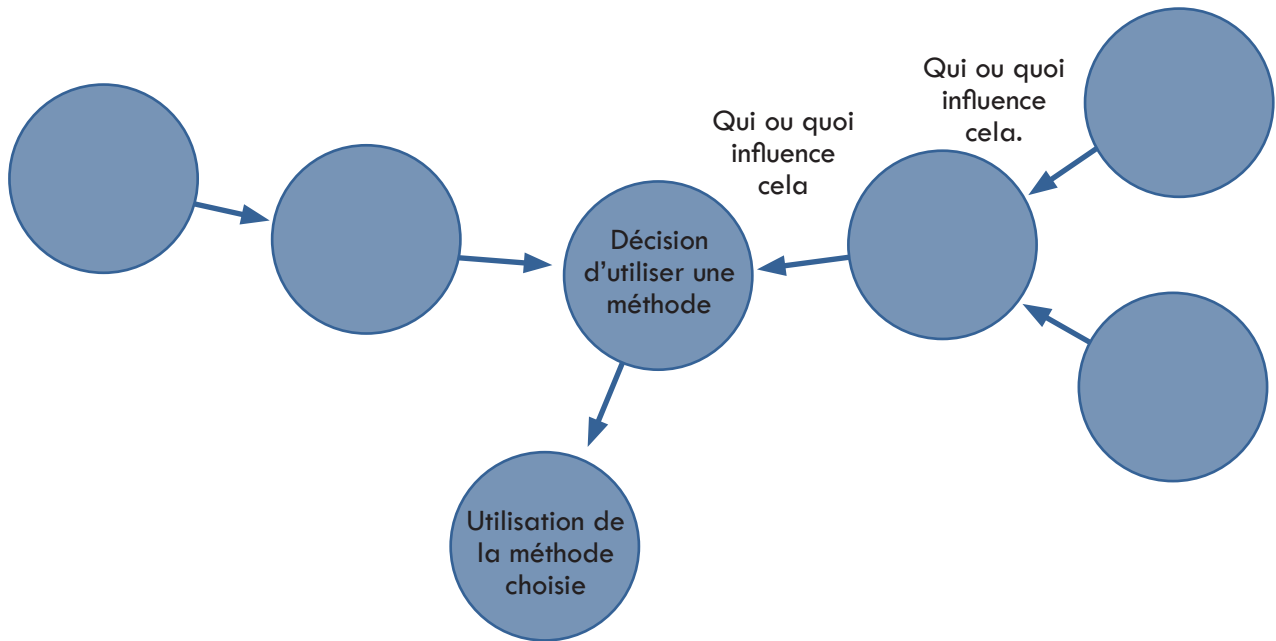 Qui ou quoi
influence
cela.
Qui ou quoi
influence
cela
Décision
d'utiliser une
méthode
Utilisation de
la méthode
choisie